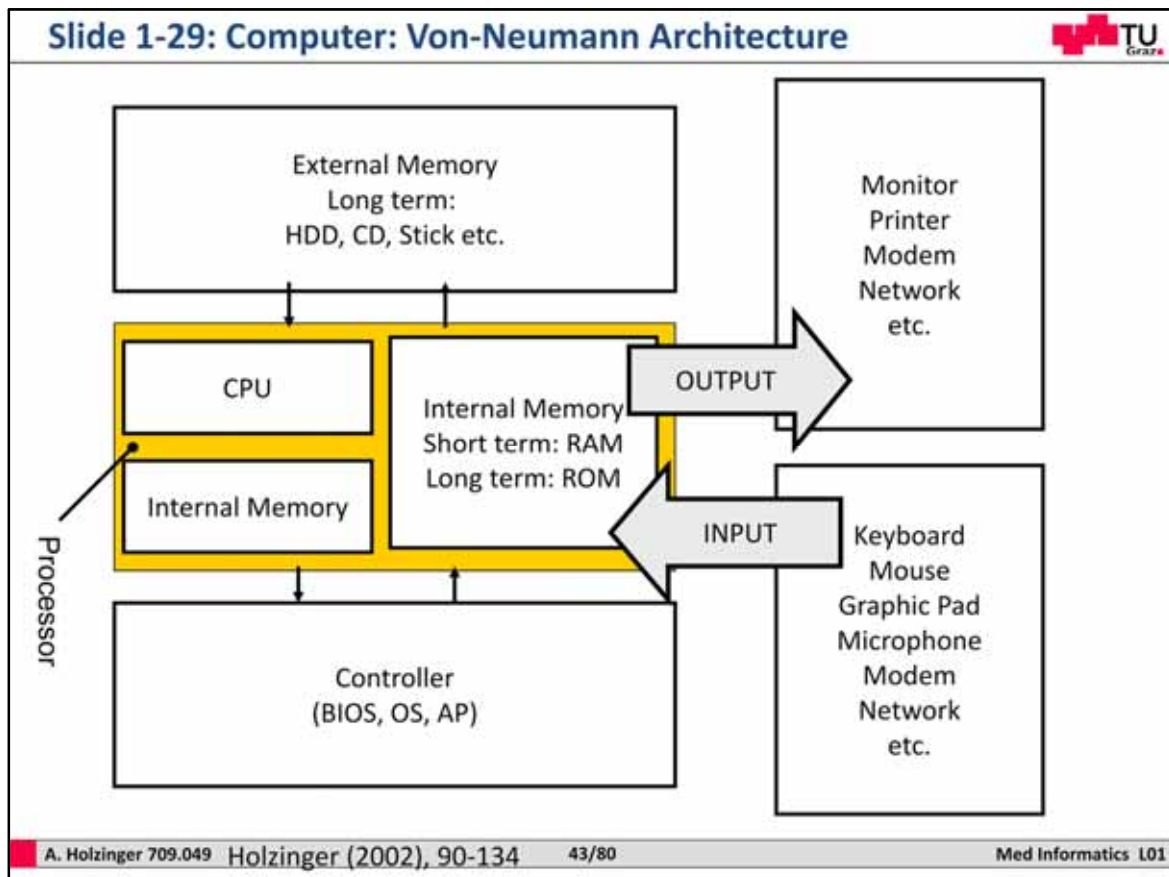 Slide 1-29: Computer: Von-Neumann Architecture
TU
Graz
External Memory
Long term:
HDD, CD, Stick etc.
Monitor
Printer
Modem
Network
etc.
CPU
Internal Memory
Internal Memory
Short term: RAM
Long term: ROM
OUTPUT
INPUT
Processor
Keyboard
Mouse
Graphic Pad
Microphone
Modem
Network
etc.
Controller
(BIOS, OS, AP)
A. Holzinger 709.049 Holzinger (2002), 90-134 43/80 Med Informatics L01